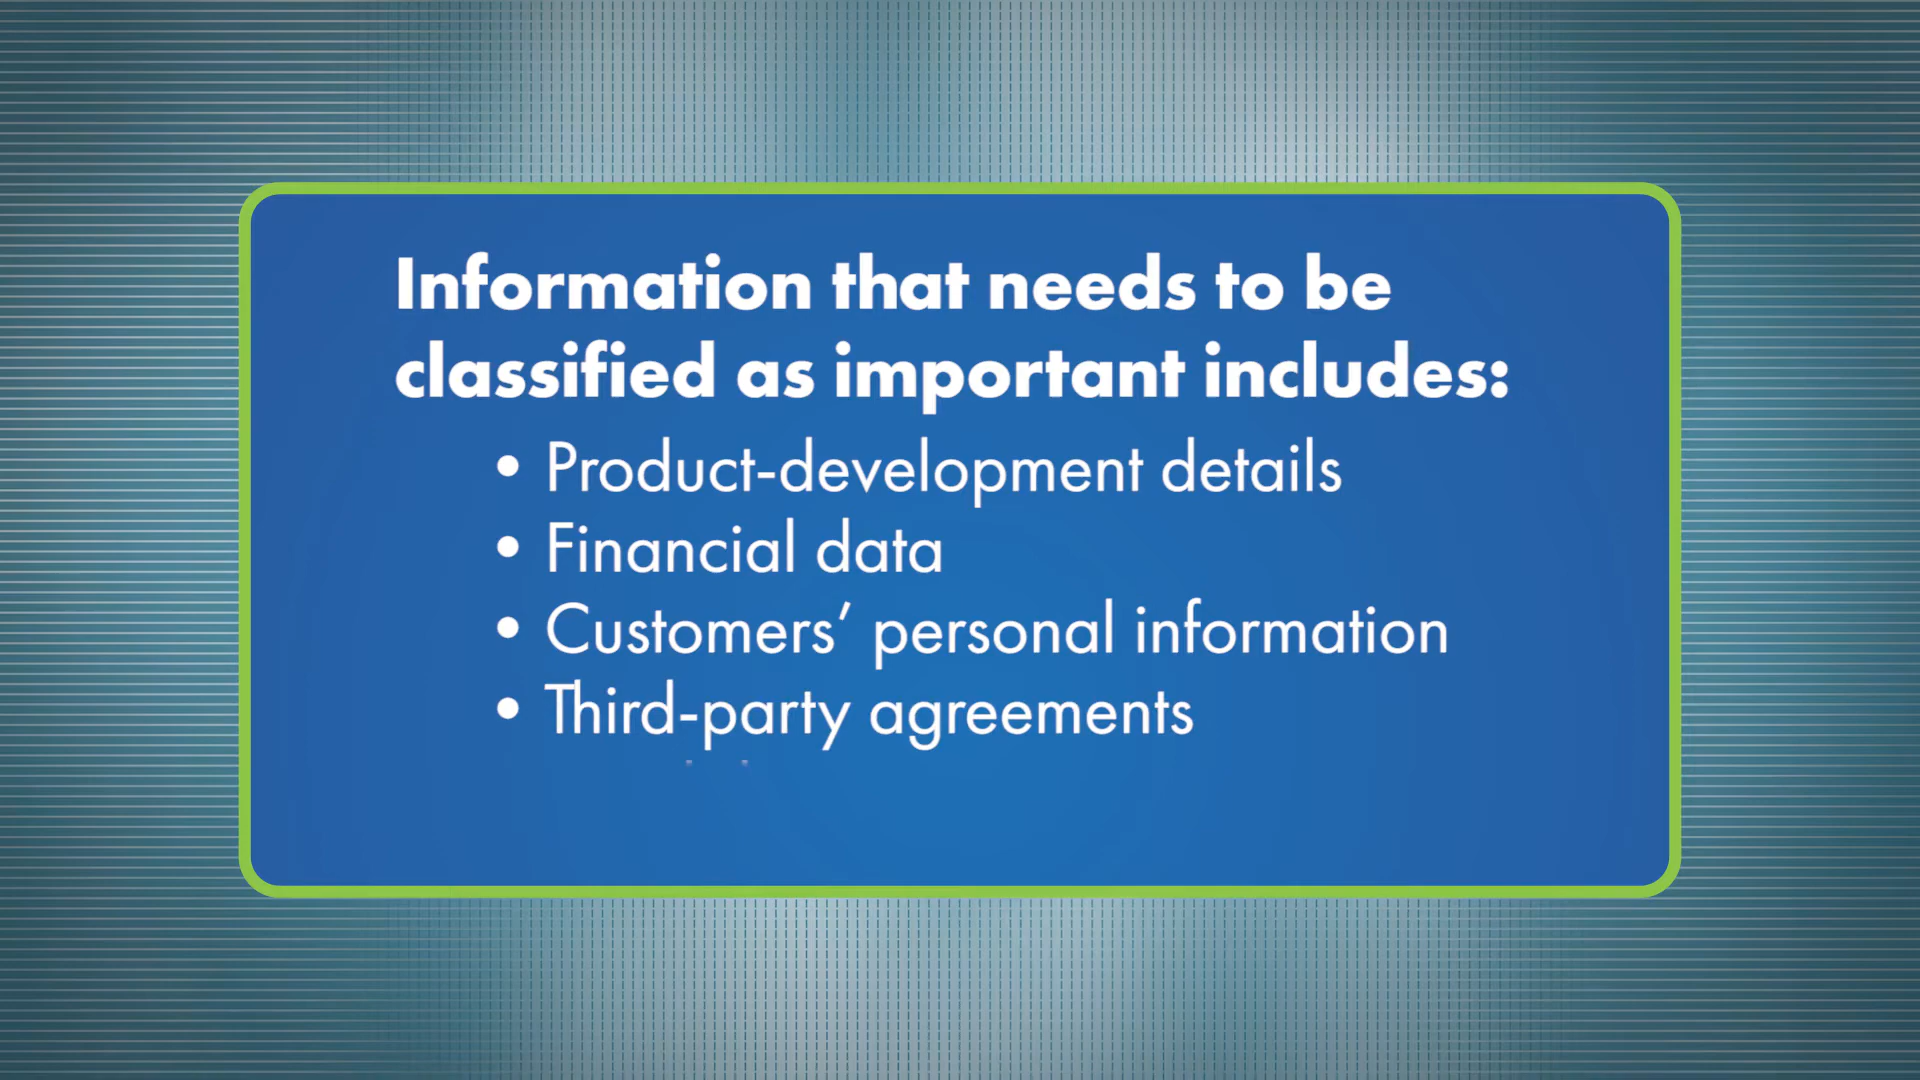 Information that needs to be
classified as important includes:
• Product-development details
• Financial data
• Customers’ personal information
• Third-party agreements